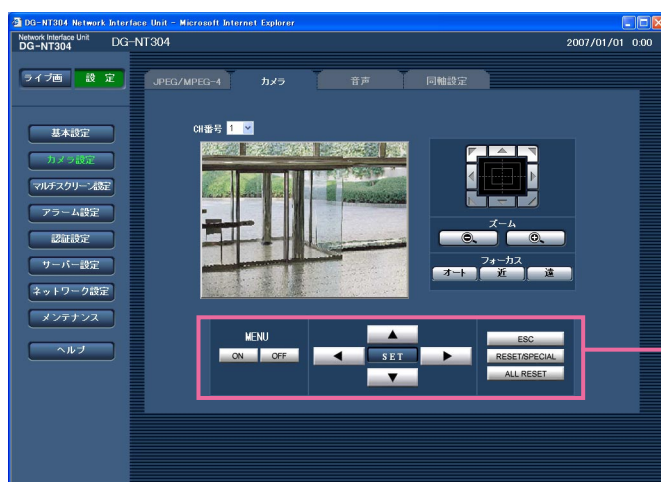 DG-NT304 Network Interface Unit - Microsoft Internet Explorer
Network Interface Unit
DG-NT304
DG-NT304
2007/01/01 0:00
ライブ画 設 定
JPEG/MPEG-4 カメラ 音声 同軸設定
CH番号 1
基本設定
カメラ設定
マルチスクリーン設定
アラーム設定
認証設定
サーバー設定
ネットワーク設定
メンテナンス
ヘルプ
ズーム
フォーカス
オート 近 遠
MENU
ON OFF
SET
ESC
RESET/SPECIAL
ALL RESET